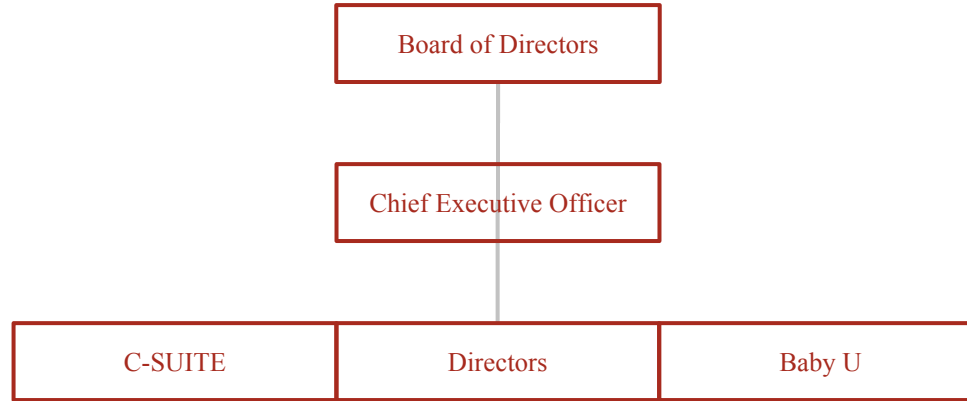 Board of Directors
Chief Executive Officer
C-SUITE
Directors
Baby U